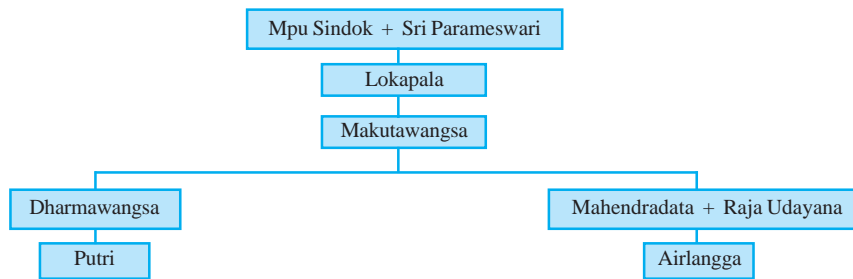 Mpu Sindok + Sri Parameswari
Lokapala
Makutawangsa
Dharmawangsa
Mahendradata + Raja Udayana
Putri
Airlangga